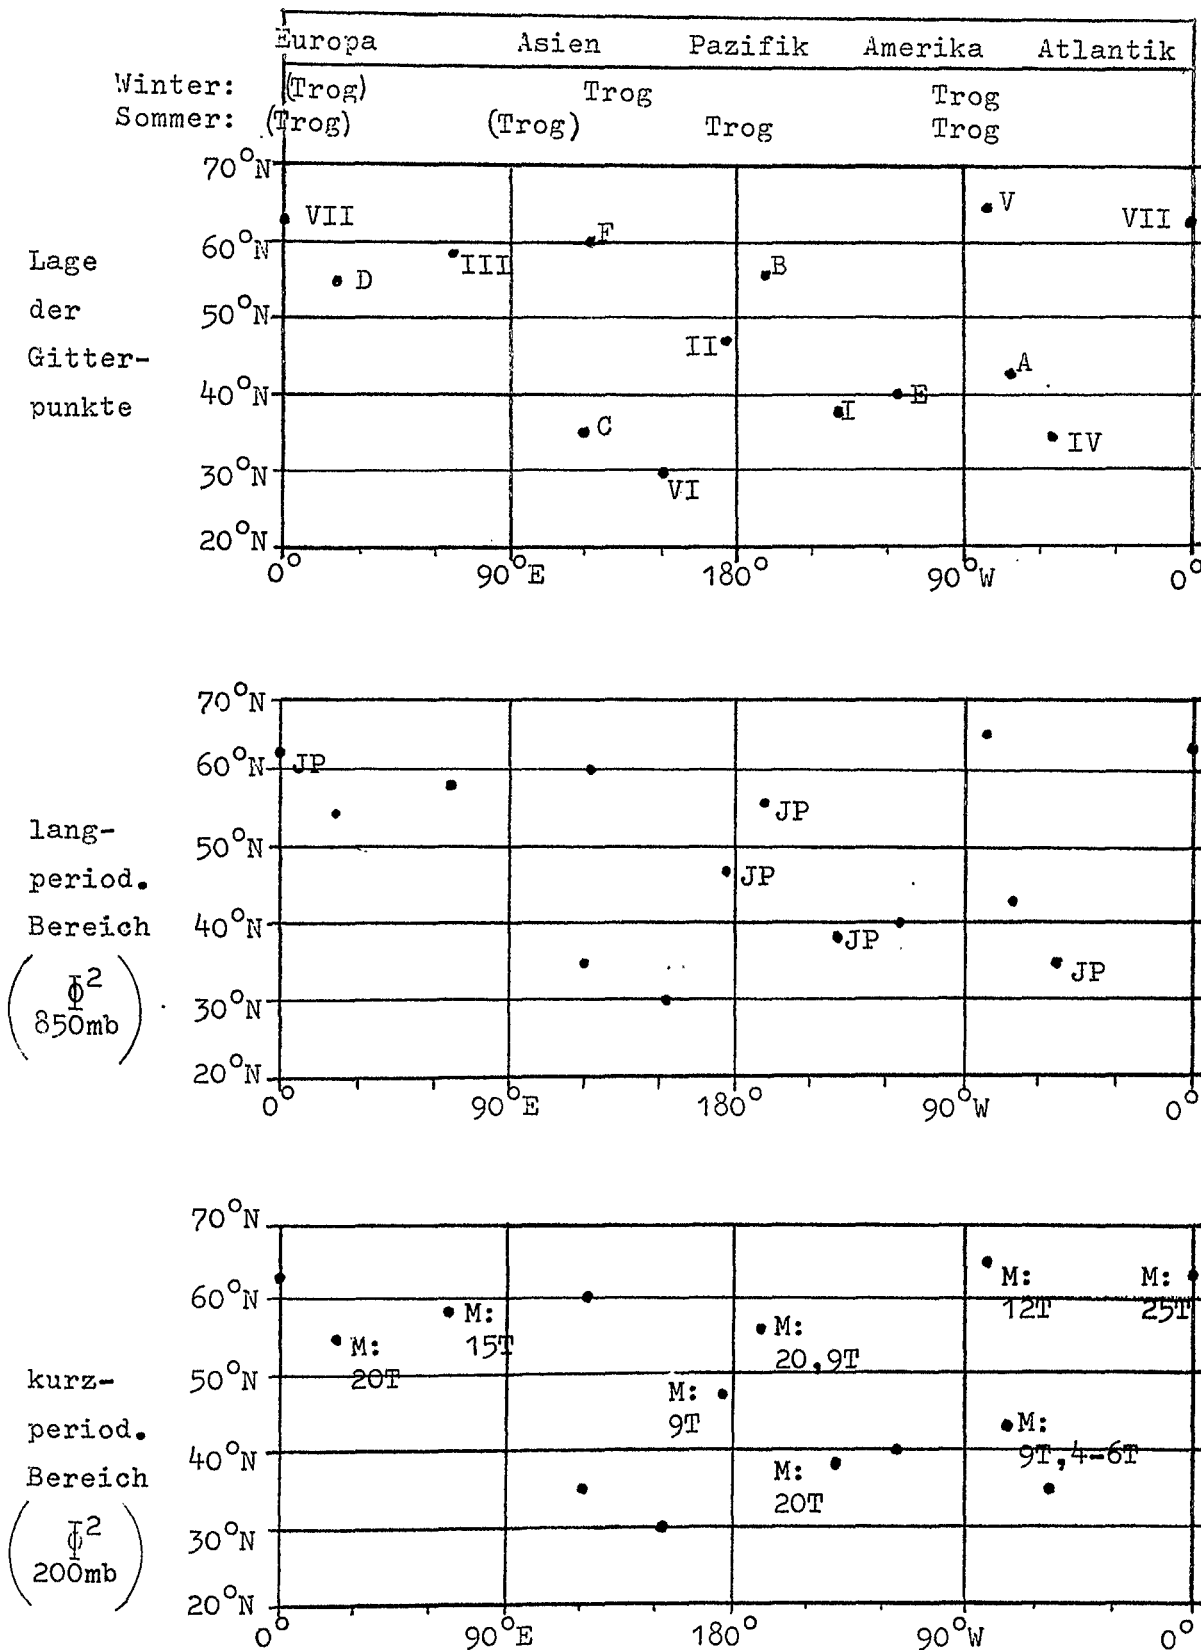 Europa Asien Pazifik Amerika Atlantik
Winter: (Trog) Trog Trog
Sommer: (Trog) (Trog) Trog Trog
70°N
VII V VII
60°N F
Lage III B
D
der
50°N
II
Gitter-
A
punkte 40°N I E
C IV
30°N
VI
20°N
0° 90°E 180° 90°W 0°
70°N
60°N JP
JP
lang-
50°N
period. JP
Bereich 40°N JP
JP
(Φ²
30°N
850mb)
20°N
0° 90°E 180° 90°W 0°
70°N
M: M:
60°N 12T 25T
M: M:
15T 20,9T
M:
20T
kurz- 50°N
M:
9T M:
period.
40°N 9T,4-6T
Bereich M:
20T
(Φ²
30°N
200mb)
20°N
0° 90°E 180° 90°W 0°